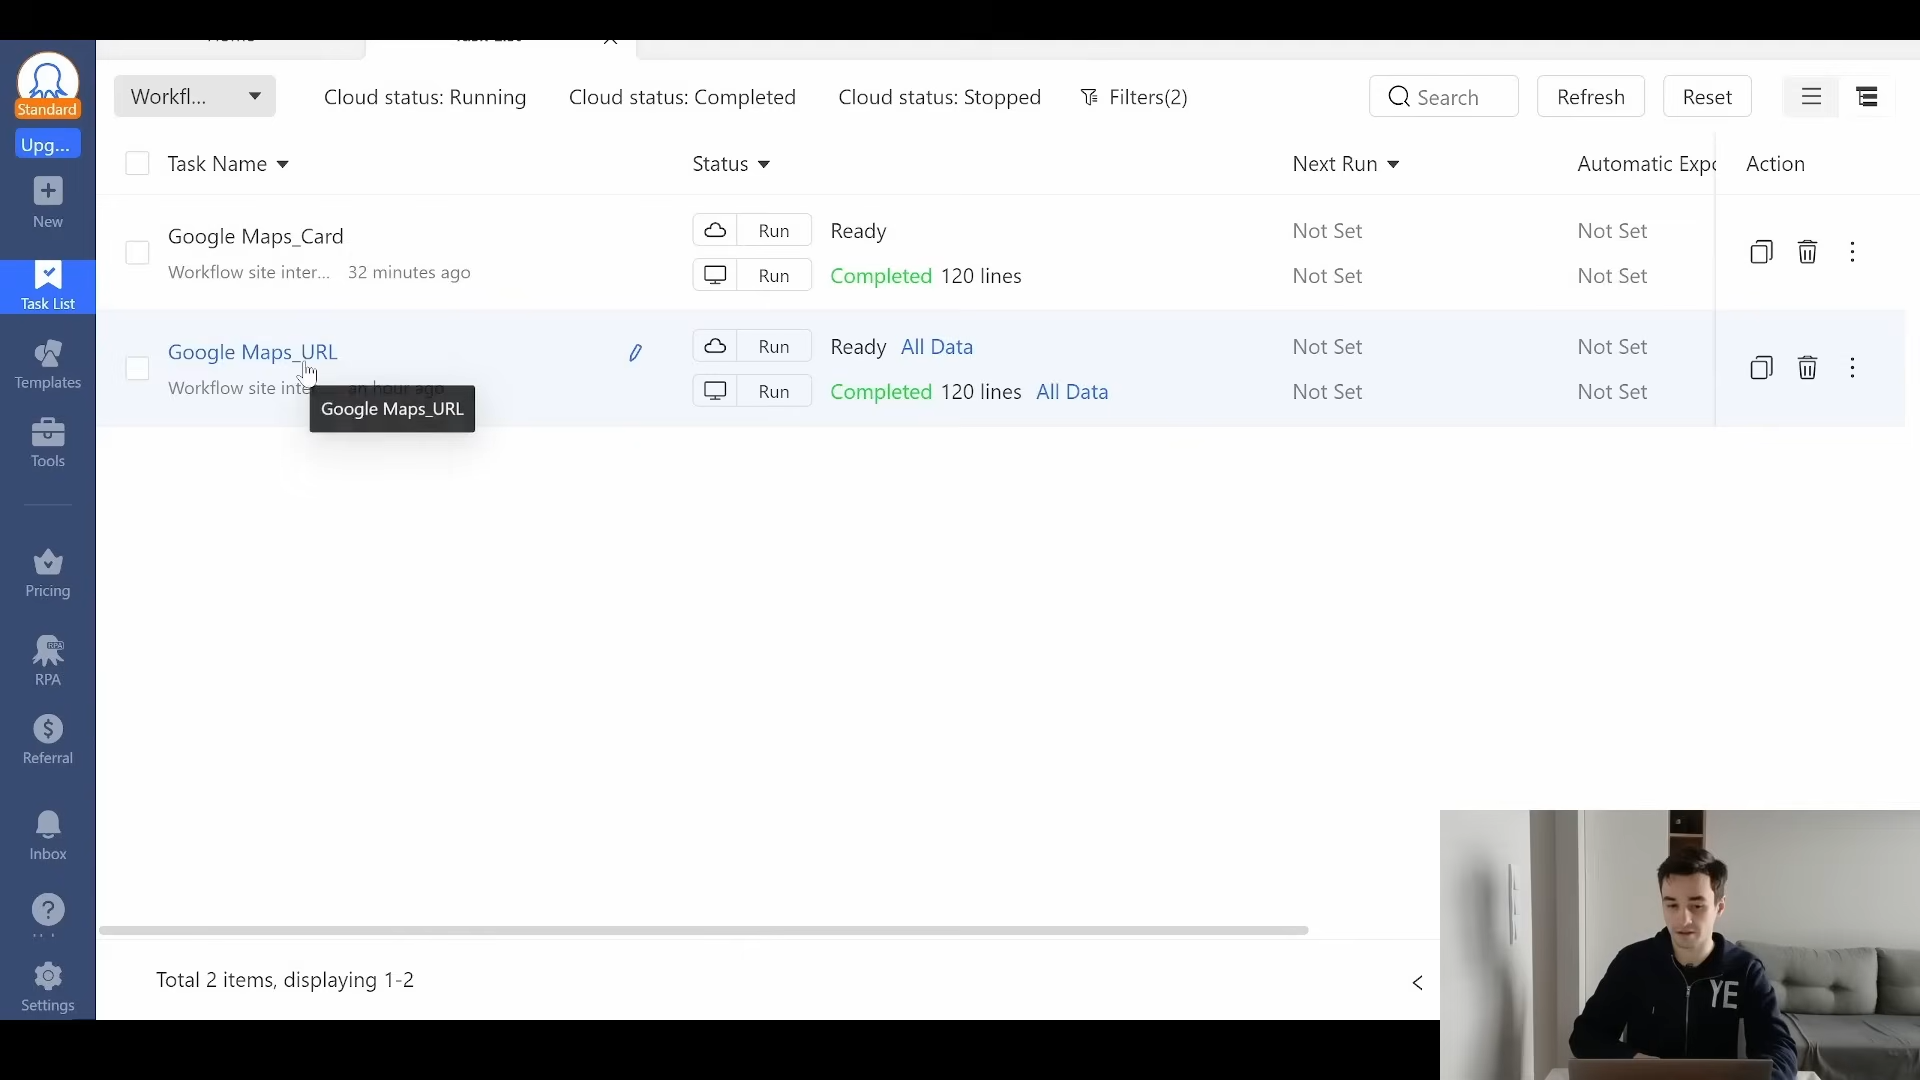 Workfl...
Cloud status: Running
Cloud status: Completed
Cloud status: Stopped
Filters(2)
Search
Refresh
Reset
Standard
Upg...
New
Task List
Templates
Tools
Pricing
RPA
Referral
Inbox
Settings
Task Name
Status
Next Run
Automatic Expo
Action
Google Maps_Card
Workflow site inter... 32 minutes ago
Run Ready
Not Set
Not Set
Run Completed 120 lines
Not Set
Not Set
Google Maps_URL
Workflow site inter an hour ago
Google Maps_URL
Run Ready All Data
Not Set
Not Set
Run Completed 120 lines All Data
Not Set
Not Set
Total 2 items, displaying 1-2
YE